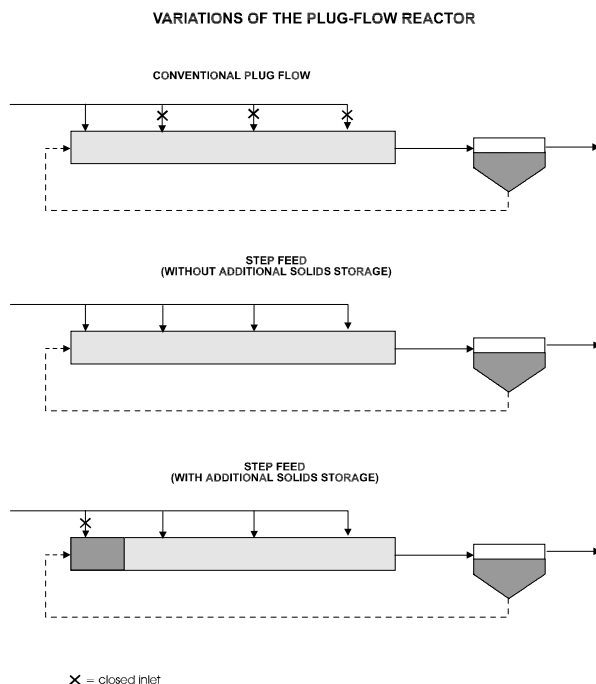 VARIATIONS OF THE PLUG-FLOW REACTOR
CONVENTIONAL PLUG FLOW
STEP FEED
(WITHOUT ADDITIONAL SOLIDS STORAGE)
STEP FEED
(WITH ADDITIONAL SOLIDS STORAGE)
X = closed inlet